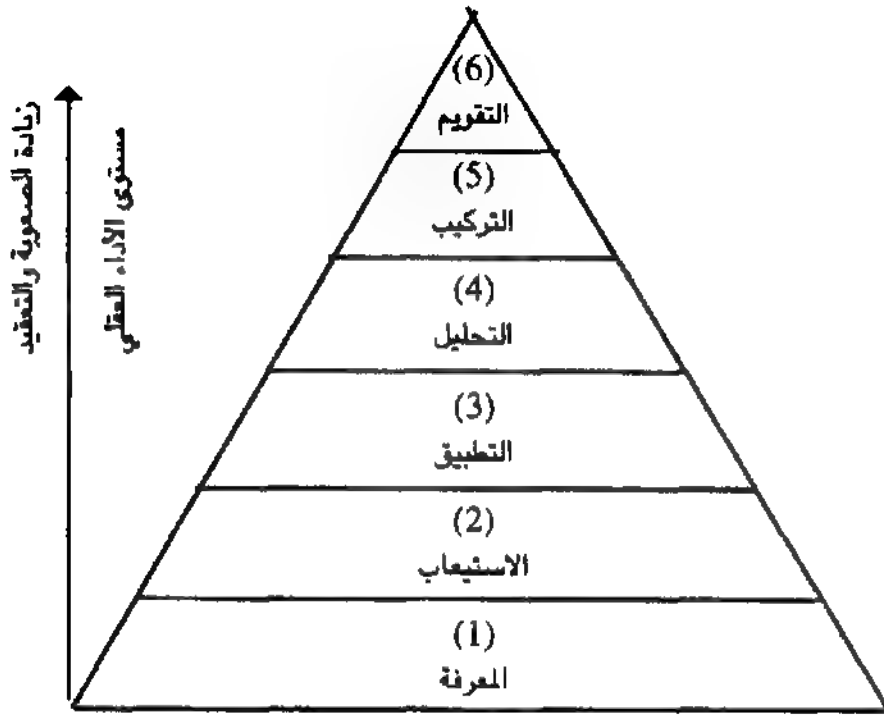 (6)
التقويم
(5)
التركيب
(4)
التحليل
(3)
التطبيق
(2)
الاستيعاب
(1)
المعرفة
زيادة الصعوبة والتعقيد
مستوى الأداء العقلي